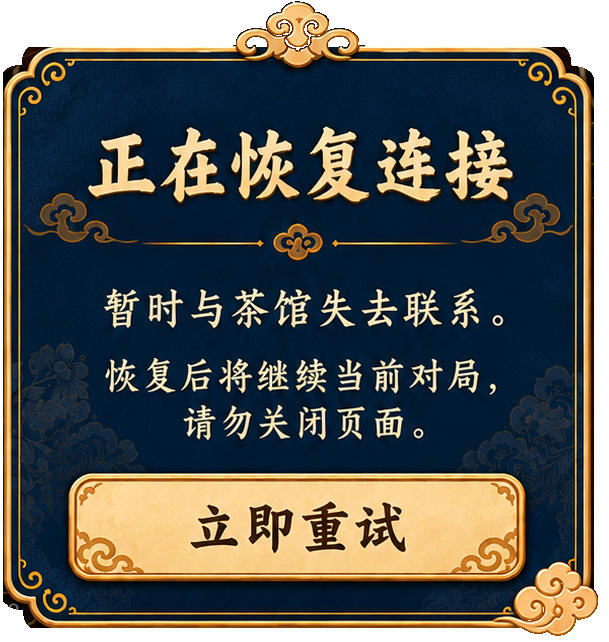 正在恢复连接
暂时与茶馆失去联系。
恢复后将继续当前对局，
请勿关闭页面。
立即重试